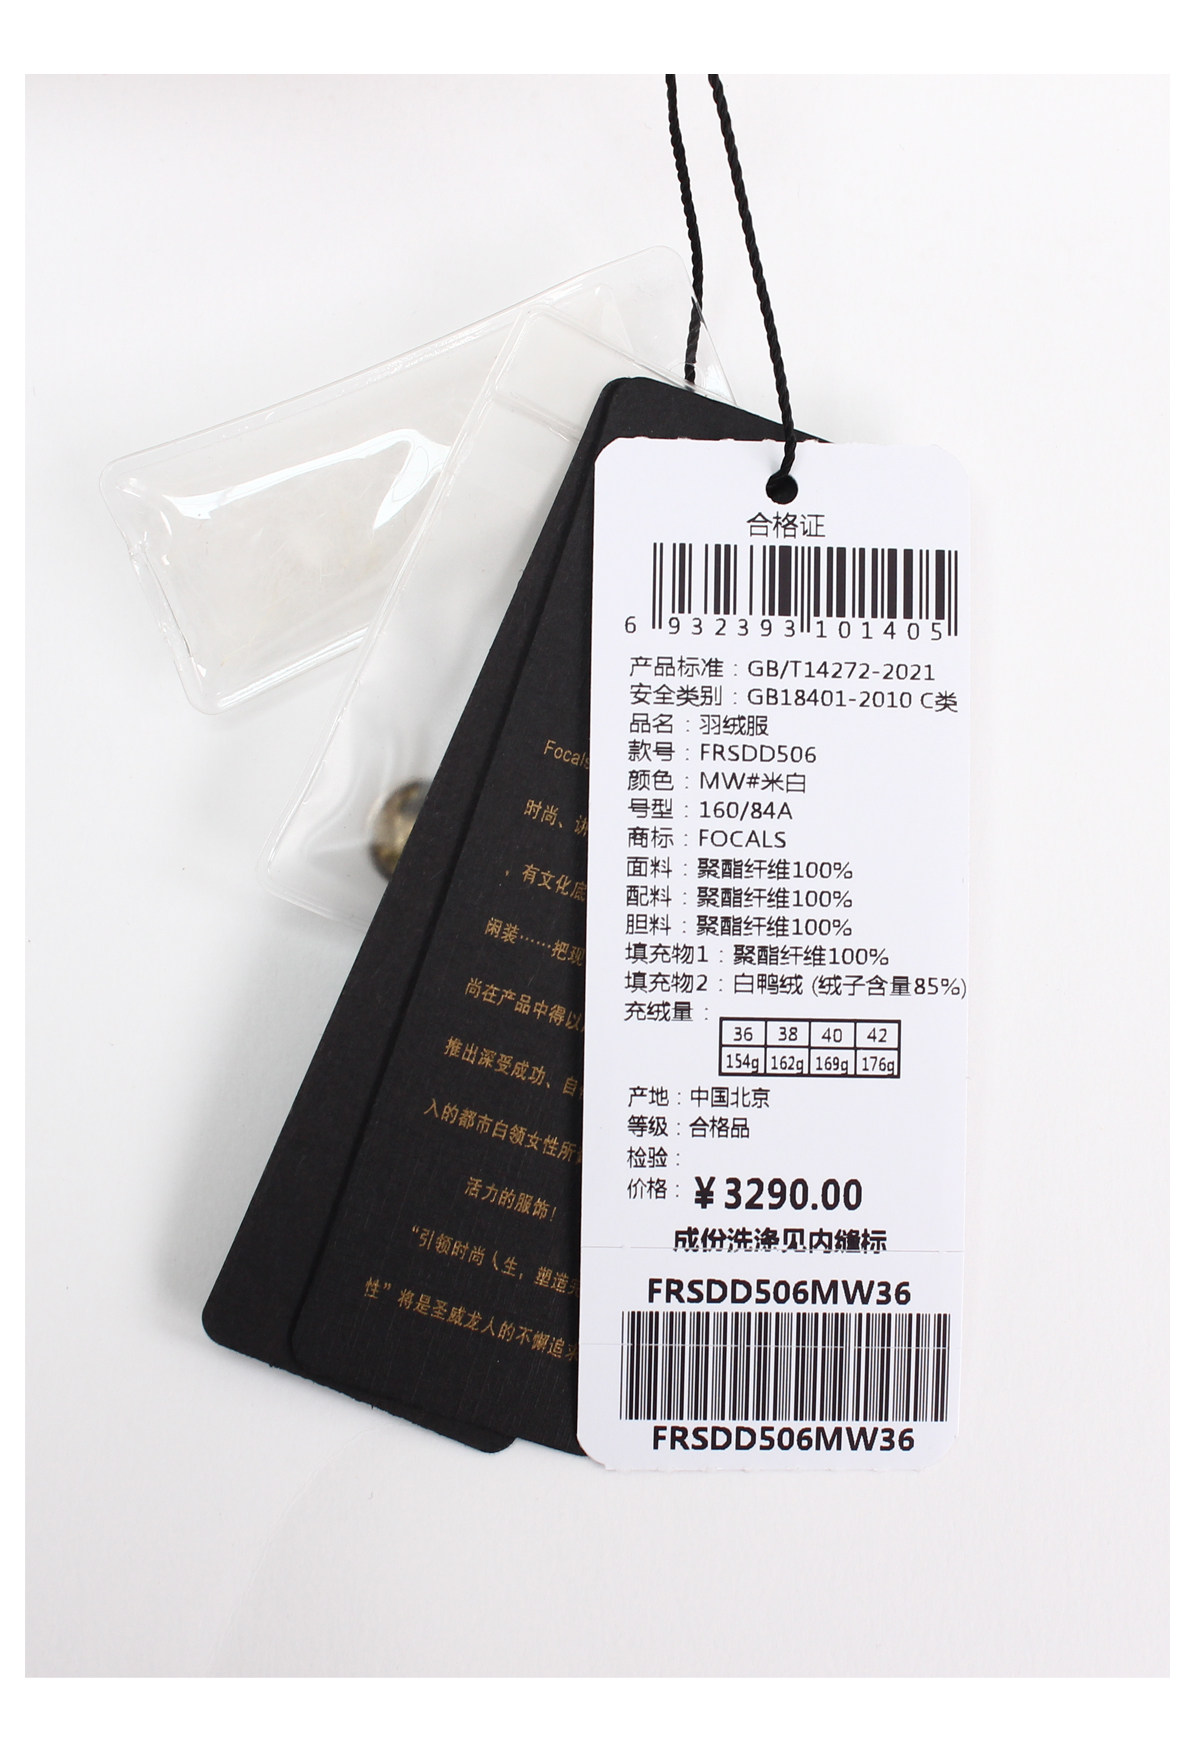 合格证
6 932393 101405
产品标准：GB/T14272-2021
安全类别：GB18401-2010 C类
品名：羽绒服
款号：FRSDD506
颜色：MW#米白
号型：160/84A
商标：FOCALS
面料：聚酯纤维100%
配料：聚酯纤维100%
胆料：聚酯纤维100%
填充物1：聚酯纤维100%
填充物2：白鸭绒 (绒子含量85%)
充绒量：
36 38 40 42
154g 162g 169g 176g
产地：中国北京
等级：合格品
检验：
价格：¥3290.00
成份洗涤见内缝标
FRSDD506MW36
FRSDD506MW36
Focals
时尚、讲
，有文化底
闲装……把现
尚在产品中得以
推出深受成功、自
人的都市白领女性所
活力的服饰！
“引领时尚人生，塑造
性”将是圣威龙人的不懈追求